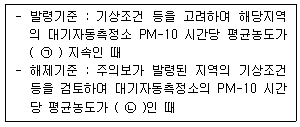 - 발령기준 : 기상조건 등을 고려하여 해당지역
의 대기자동측정소 PM-10 시간당 평균농도가
( ㉠ ) 지속인 때
- 해제기준 : 주의보가 발령된 지역의 기상조건
등을 검토하여 대기자동측정소의 PM-10 시간
당 평균농도가 ( ㉡ )인 때